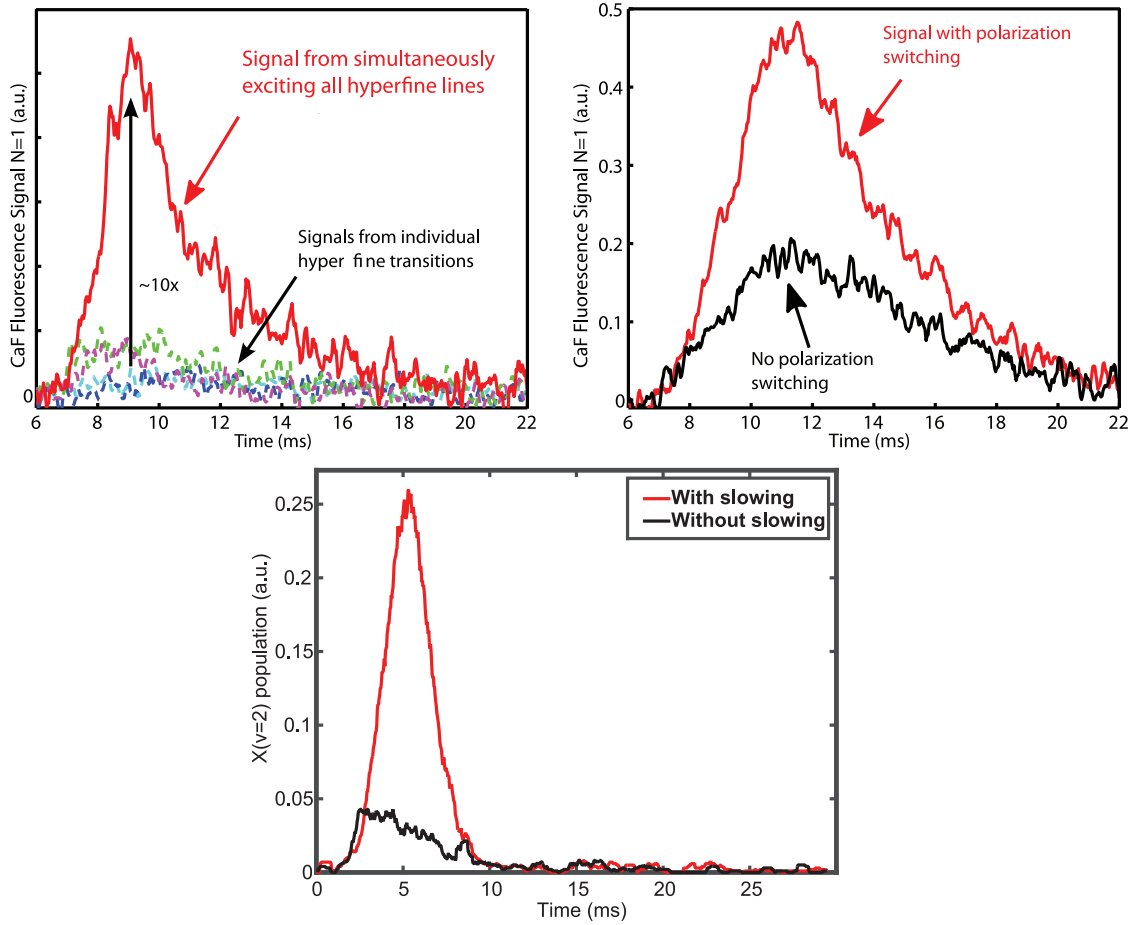 CaF Fluorescence Signal N=1 (a.u.)
Signal from simultaneously
exciting all hyperfine lines
Signals from individual
hyper fine transitions
~10x
0
6 8 10 12 14 16 18 20 22
Time (ms)
CaF Fluorescence Signal N=1 (a.u.)
0.5
0.4
0.3
0.2
0.1
0
Signal with polarization
switching
No polarization
switching
6 8 10 12 14 16 18 20 22
Time (ms)
X(v=2) population (a.u.)
0.25
0.2
0.15
0.1
0.05
0
With slowing
Without slowing
0 5 10 15 20 25
Time (ms)